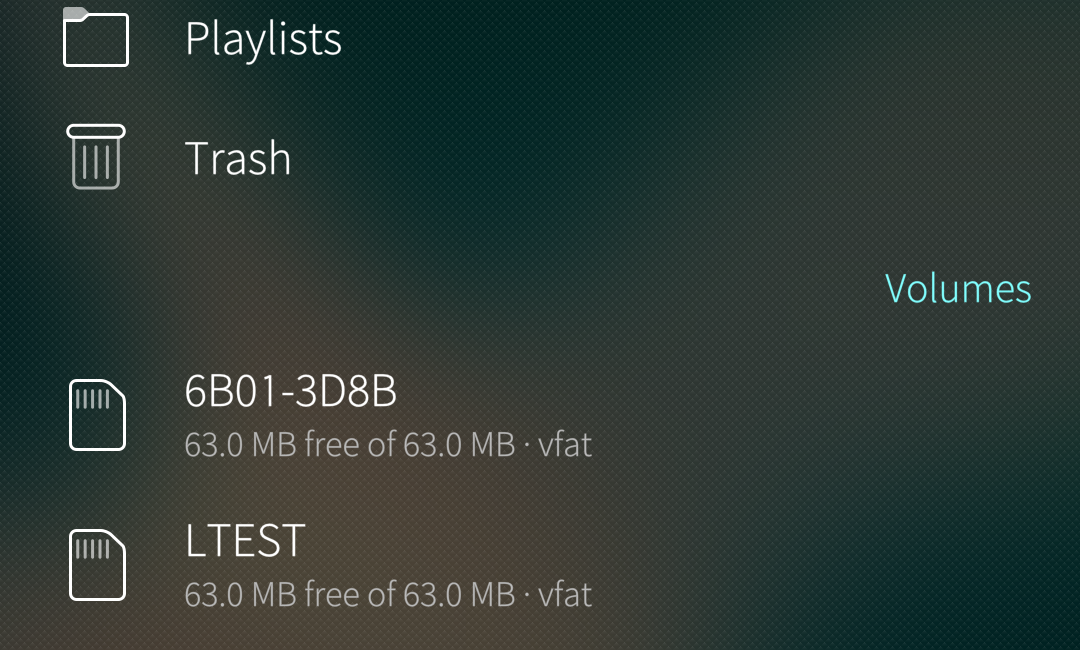 Playlists
Trash
Volumes
6B01-3D8B
63.0 MB free of 63.0 MB · vfat
LTEST
63.0 MB free of 63.0 MB · vfat